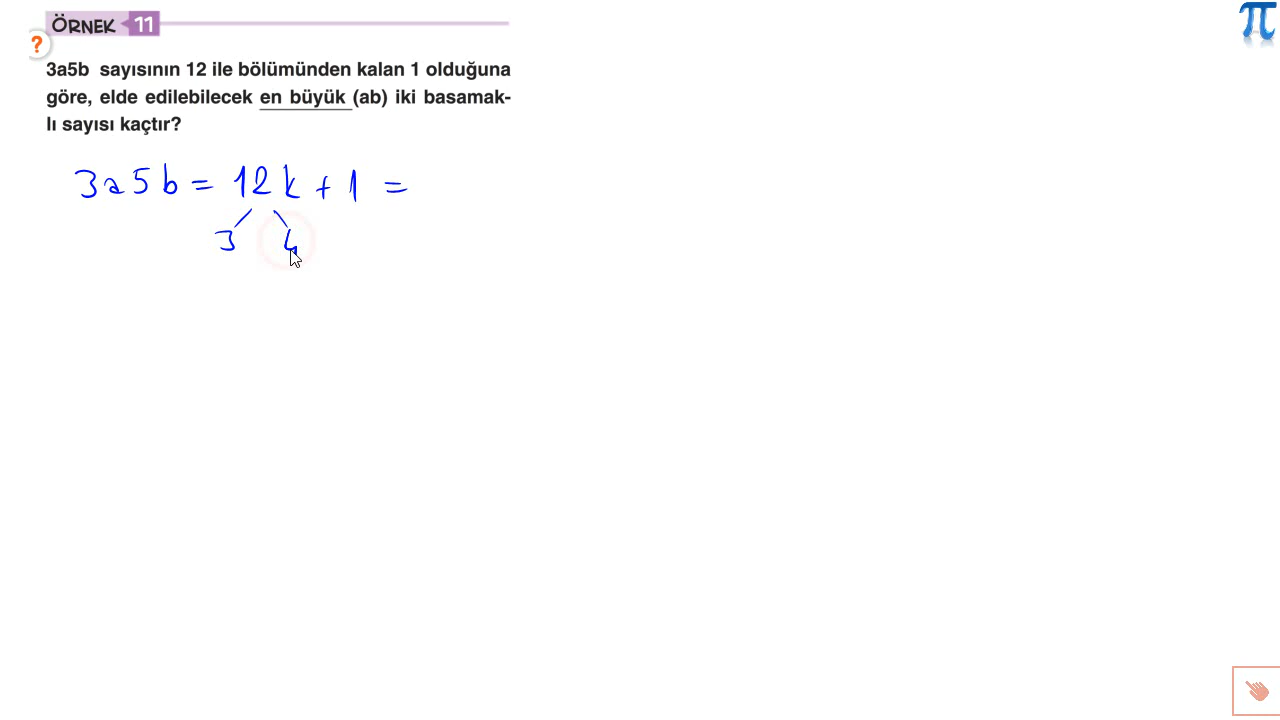 ÖRNEK 11
?
3a5b sayısının 12 ile bölümünden kalan 1 olduğuna
göre, elde edilebilecek en büyük (ab) iki basamak-
lı sayısı kaçtır?
3a5b = 12k + 1 =
3 4
π